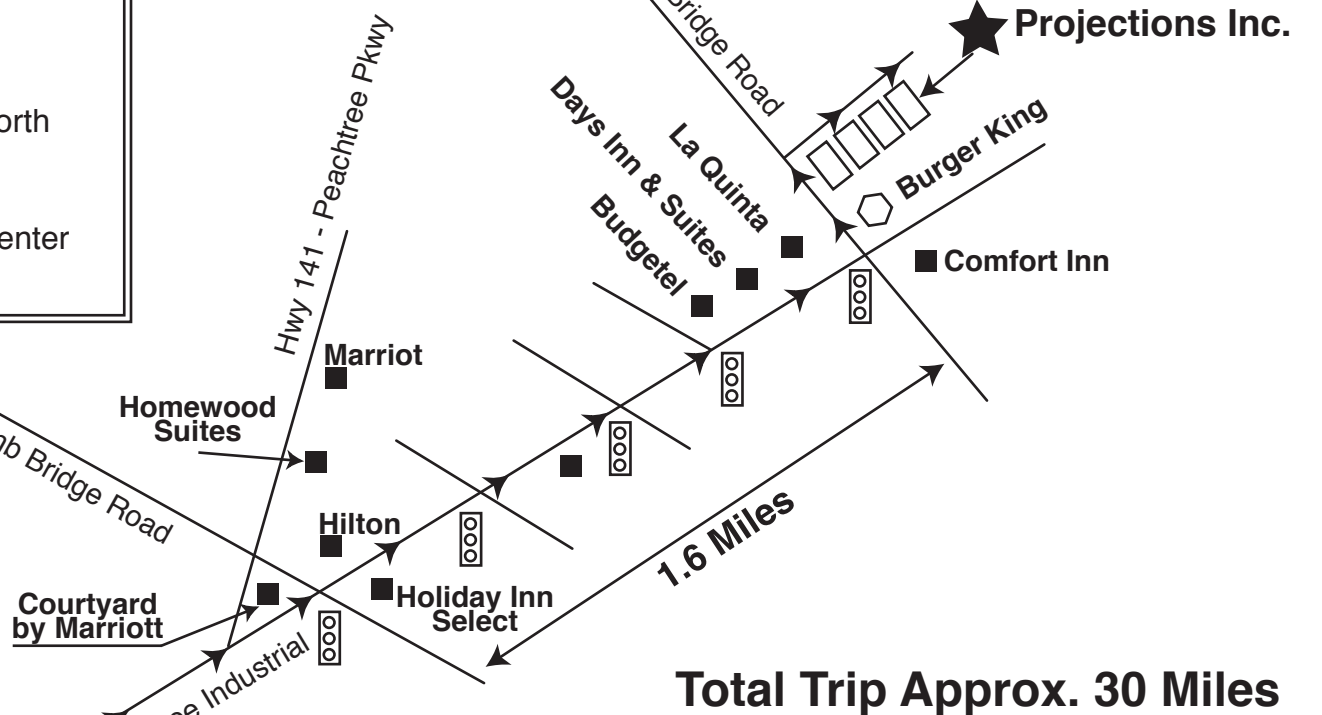 Projections Inc.
Bridge Road
orth
Hwy 141 - Peachtree Pkwy
Days Inn & Suites
La Quinta
Budgetel
Burger King
enter
Comfort Inn
Marriot
Homewood
Suites
Bridge Road
Hilton
Courtyard
by Marriott
Holiday Inn
Select
1.6 Miles
Industrial
Total Trip Approx. 30 Miles